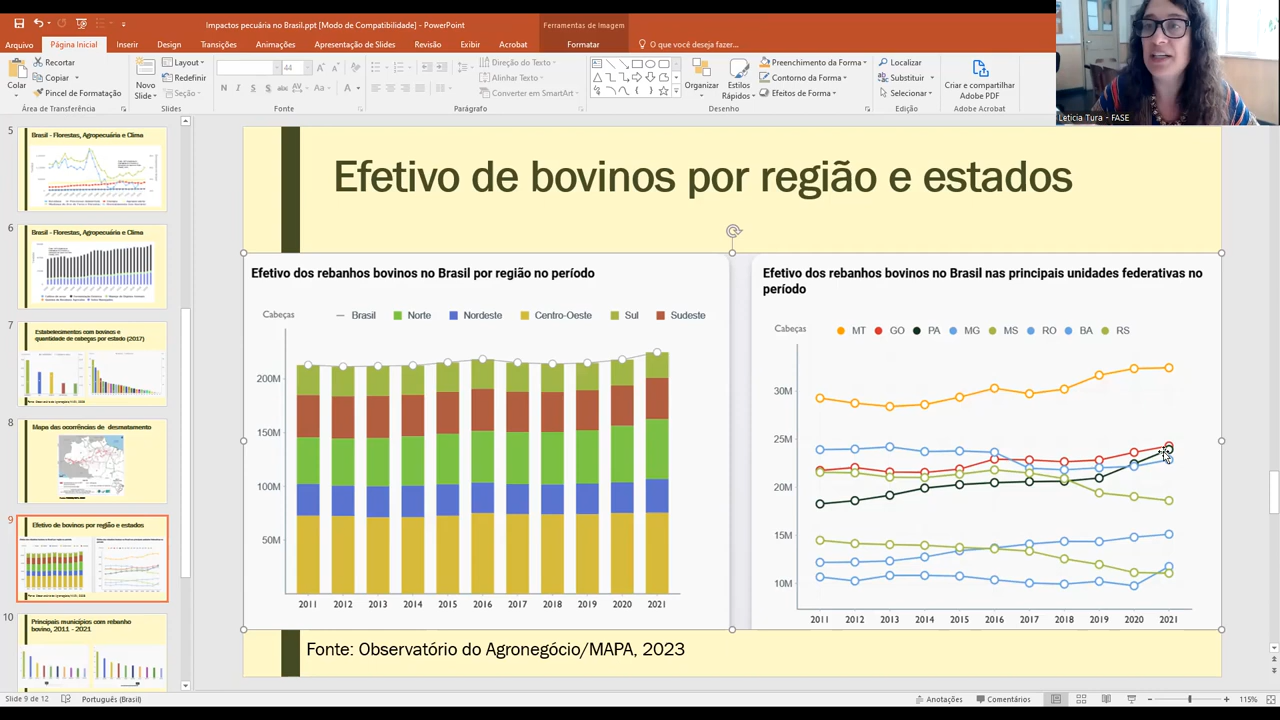 Impactos pecuária no Brasil.ppt [Modo de Compatibilidade] - PowerPoint
Ferramentas de Imagem
Arquivo Página Inicial Inserir Design Transições Animações Apresentação de Slides Revisão Exibir Acrobat Formatar O que você deseja fazer...
Colar
Recortar
Copiar
Pincel de Formatação
Área de Transferência
Novo Slide
Layout
Redefinir
Slides
44
N I S S abc AV Aa A
Fonte
Direção do Texto
Alinhar Texto
Converter em SmartArt
Parágrafo
Organizar
Estilos Rápidos
Preenchimento da Forma
Contorno da Forma
Efeitos de Forma
Desenho
Localizar
Substituir
Selecionar
Edição
Criar e compartilhar Adobe PDF
Adobe Acrobat
Leticia Tura - FASE
5
Brasil - Florestas, Agropecuária e Clima
6
Brasil - Florestas, Agropecuária e Clima
7
Estabelecimentos com bovinos e
quantidade de cabeças por estado (2017)
8
Mapa das ocorrências de desmatamento
9
Efetivo de bovinos por região e estados
10
Principais municípios com rebanho
bovino, 2011 - 2021
Efetivo de bovinos por região e estados
Efetivo dos rebanhos bovinos no Brasil por região no período
Cabeças
Brasil Norte Nordeste Centro-Oeste Sul Sudeste
200M
150M
100M
50M
2011 2012 2013 2014 2015 2016 2017 2018 2019 2020 2021
Efetivo dos rebanhos bovinos no Brasil nas principais unidades federativas no
período
Cabeças
MT GO PA MG MS RO BA RS
30M
25M
20M
15M
10M
2011 2012 2013 2014 2015 2016 2017 2018 2019 2020 2021
Fonte: Observatório do Agronegócio/MAPA, 2023
Slide 9 de 12 Português (Brasil) Anotações Comentários 115%